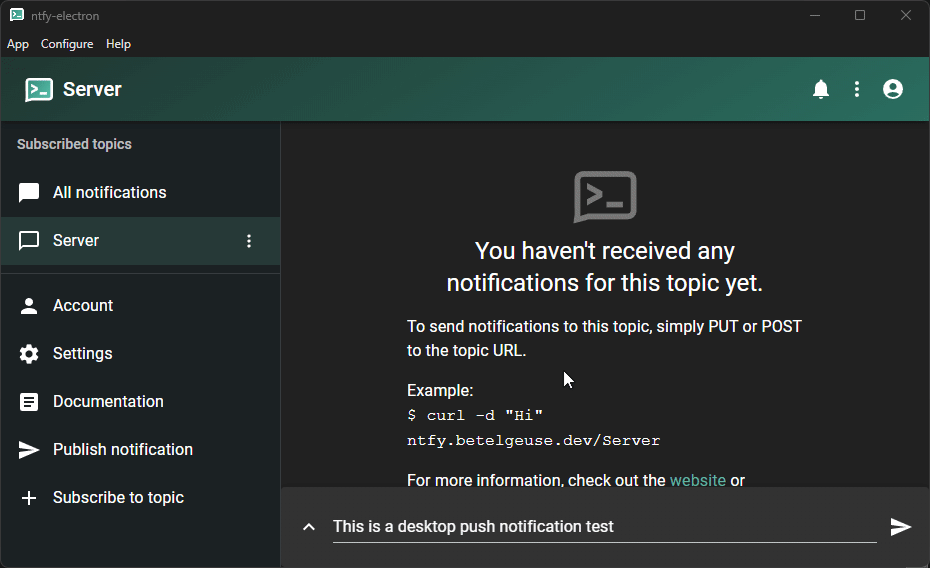 ntfy-electron
App Configure Help
Server
Subscribed topics
All notifications
Server
Account
Settings
Documentation
Publish notification
Subscribe to topic
You haven't received any
notifications for this topic yet.
To send notifications to this topic, simply PUT or POST
to the topic URL.
Example:
$ curl -d "Hi"
ntfy.betelgeuse.dev/Server
For more information, check out the website or
This is a desktop push notification test